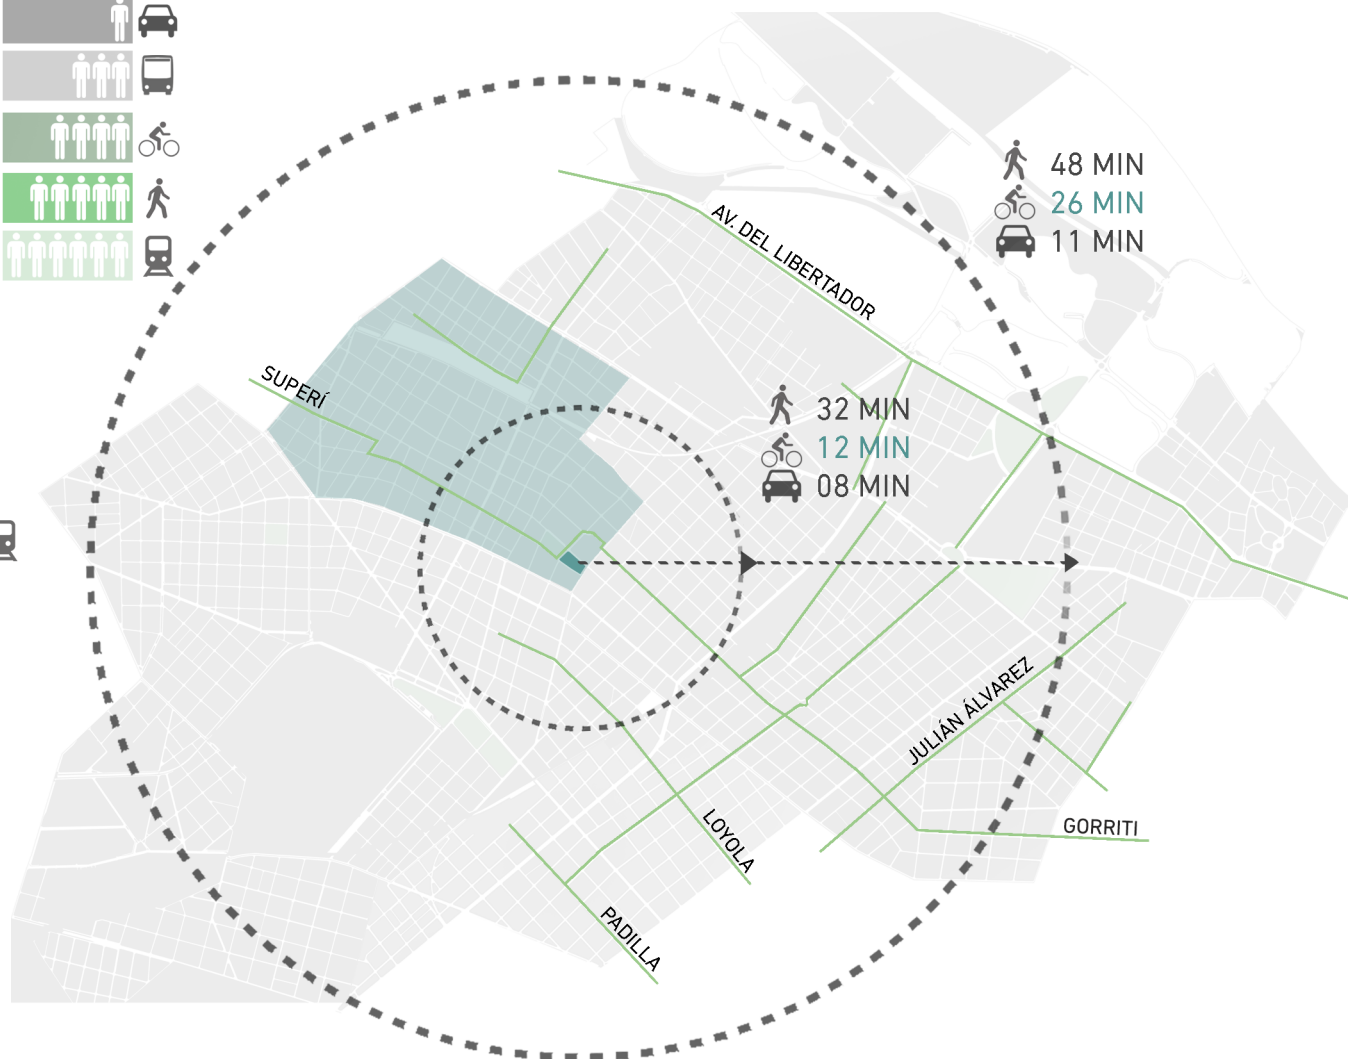 48 MIN
26 MIN
11 MIN
AV. DEL LIBERTADOR
SUPERÍ
32 MIN
12 MIN
08 MIN
JULIÁN ÁLVAREZ
LOYOLA
GORRITI
PADILLA